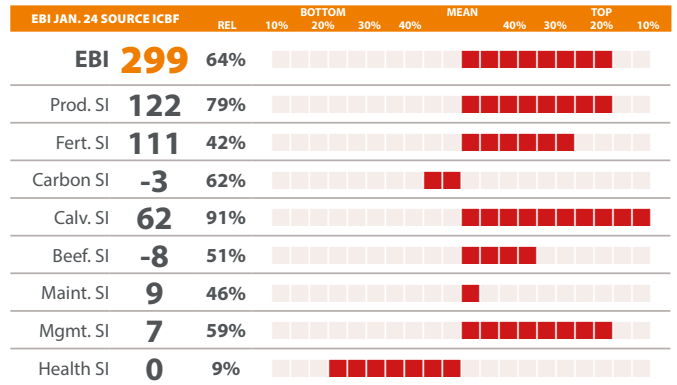 EBI JAN. 24 SOURCE ICBF REL 10% BOTTOM 20% 30% 40% MEAN 40% 30% TOP 20% 10%
EBI 299 64%
Prod. SI 122 79%
Fert. SI 111 42%
Carbon SI -3 62%
Calv. SI 62 91%
Beef. SI -8 51%
Maint. SI 9 46%
Mgmt. SI 7 59%
Health SI 0 9%